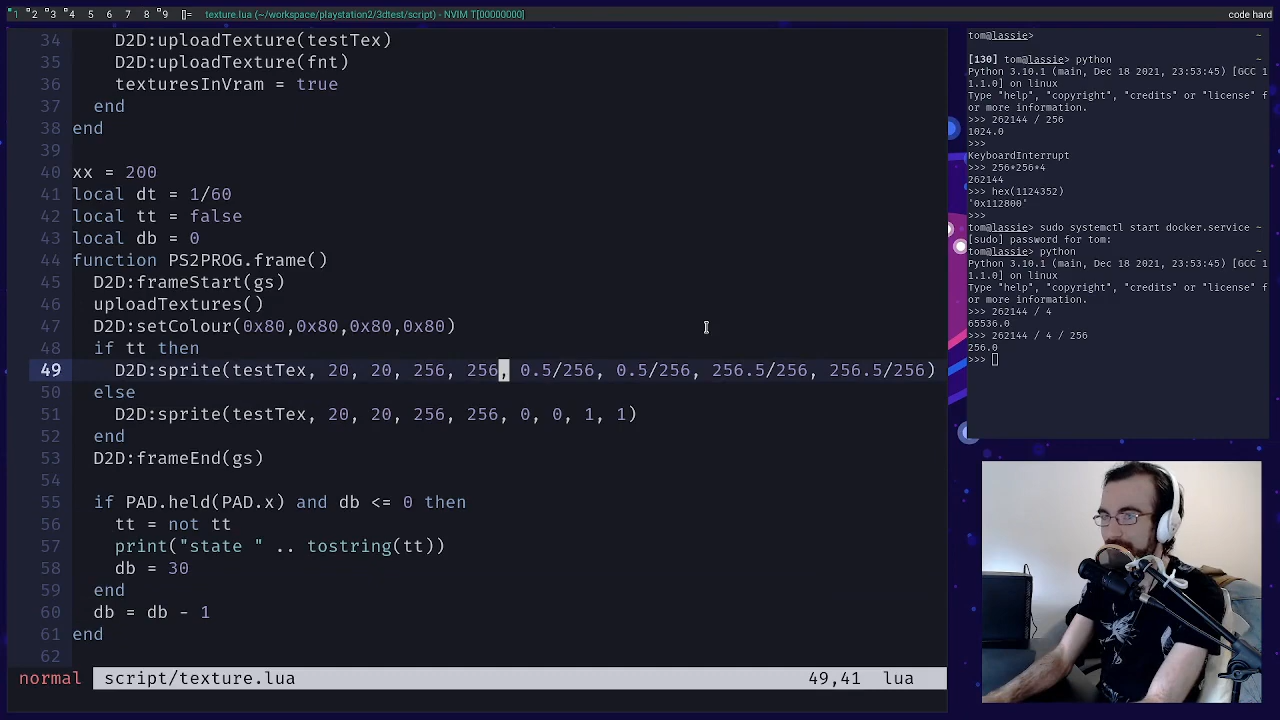 1 2 3 4 5 6 7 8 9 []= texture.lua (~/workspace/playstation2/3dtest/script) - NVIM T[00000000] code hard
34 D2D:uploadTexture(testTex)
35 D2D:uploadTexture(fnt)
36 texturesInVram = true
37 end
38 end
39
40 xx = 200
41 local dt = 1/60
42 local tt = false
43 local db = 0
44 function PS2PROG.frame()
45 D2D:frameStart(gs)
46 uploadTextures()
47 D2D:setColour(0x80,0x80,0x80,0x80)
48 if tt then
49 D2D:sprite(testTex, 20, 20, 256, 256, 0.5/256, 0.5/256, 256.5/256, 256.5/256)
50 else
51 D2D:sprite(testTex, 20, 20, 256, 256, 0, 0, 1, 1)
52 end
53 D2D:frameEnd(gs)
54
55 if PAD.held(PAD.x) and db <= 0 then
56 tt = not tt
57 print("state " .. tostring(tt))
58 db = 30
59 end
60 db = db - 1
61 end
62
normal script/texture.lua 49,41 lua
tom@lassie> ~
[130] tom@lassie> python ~
Python 3.10.1 (main, Dec 18 2021, 23:53:45) [GCC 1
1.1.0] on linux
Type "help", "copyright", "credits" or "license" f
or more information.
>>> 262144 / 256
1024.0
>>>
KeyboardInterrupt
>>> 256*256*4
262144
>>> hex(1124352)
'0x112800'
>>>
tom@lassie> sudo systemctl start docker.service ~
[sudo] password for tom:
tom@lassie> python ~
Python 3.10.1 (main, Dec 18 2021, 23:53:45) [GCC 1
1.1.0] on linux
Type "help", "copyright", "credits" or "license" f
or more information.
>>> 262144 / 4
65536.0
>>> 262144 / 4 / 256
256.0
>>>